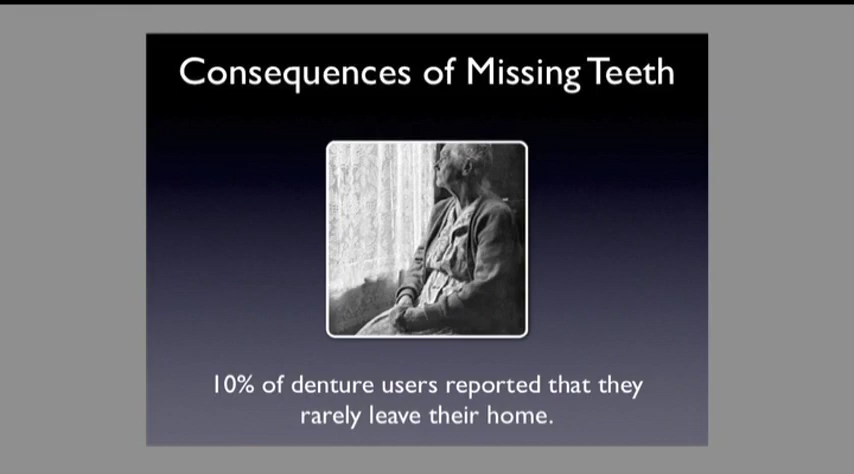 Consequences of Missing Teeth
10% of denture users reported that they
rarely leave their home.